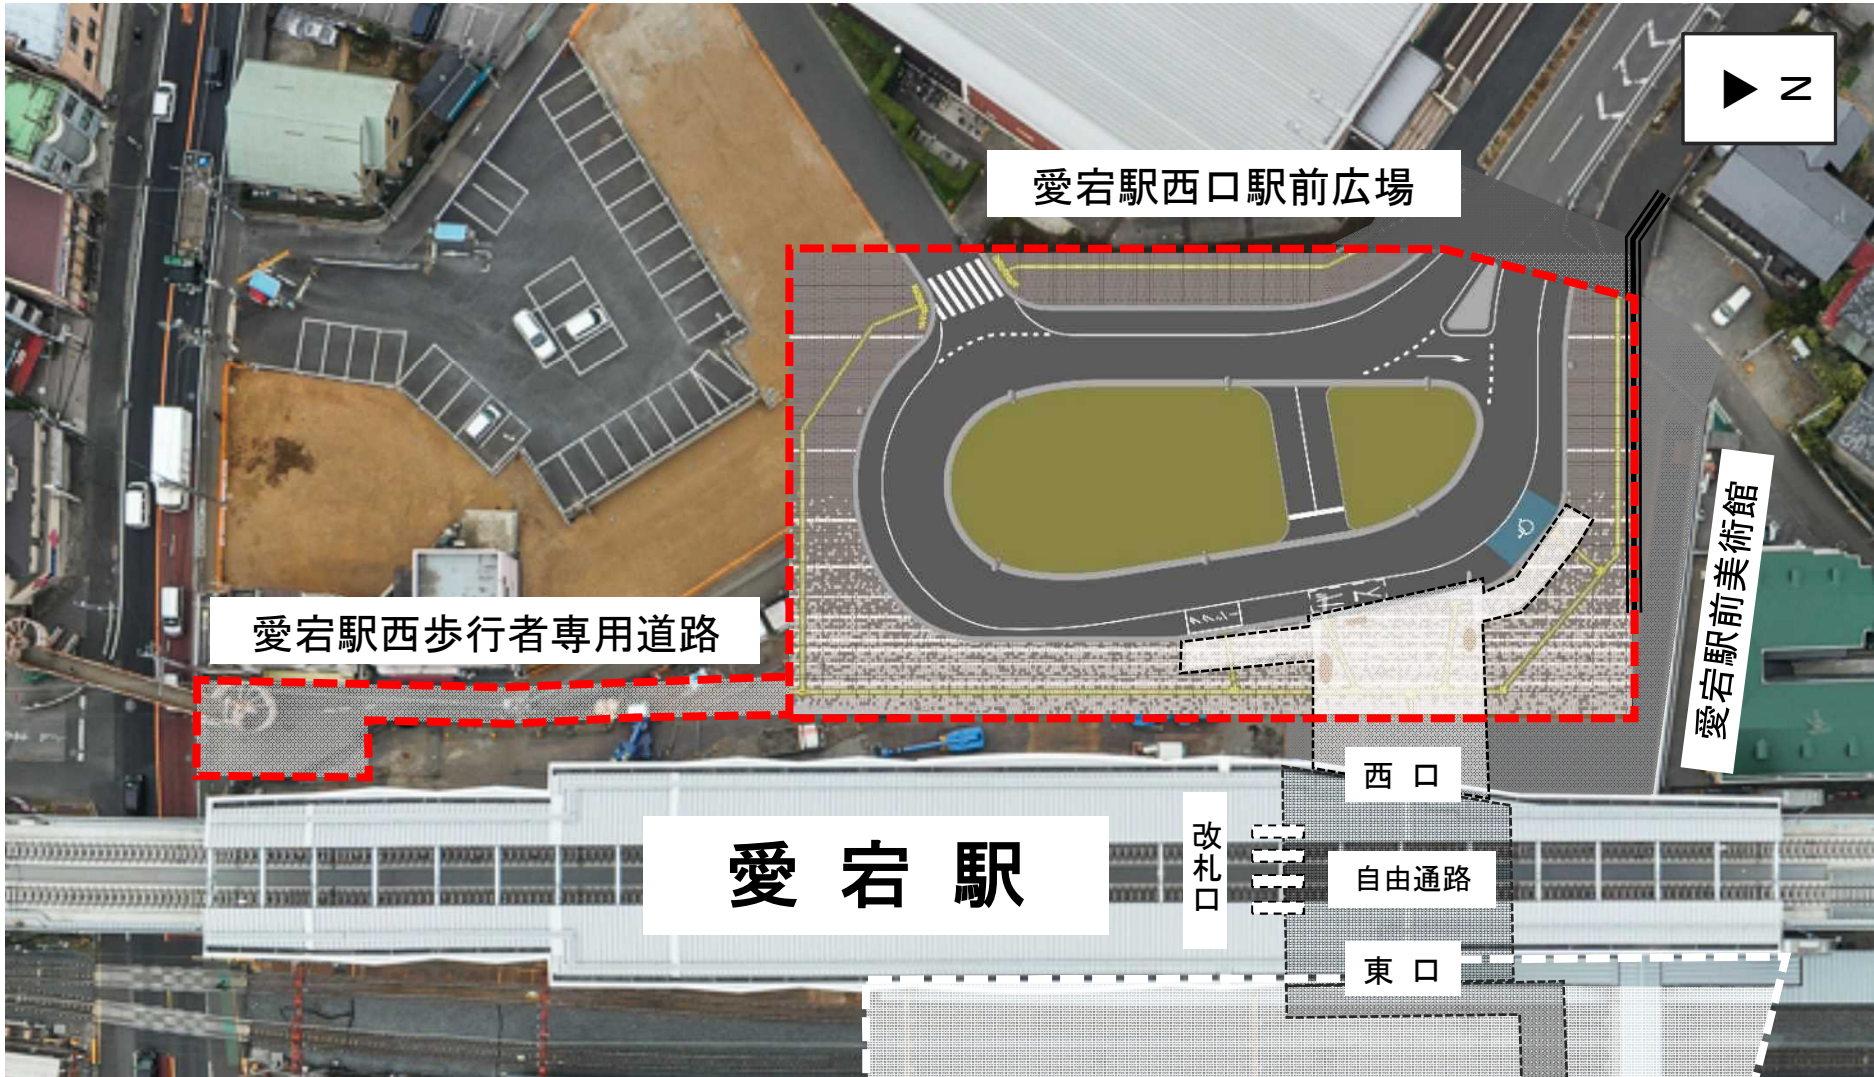 N
愛宕駅西口駅前広場
愛宕駅前美術館
愛宕駅西歩行者専用道路
西口
改札口
愛宕駅
自由通路
東口